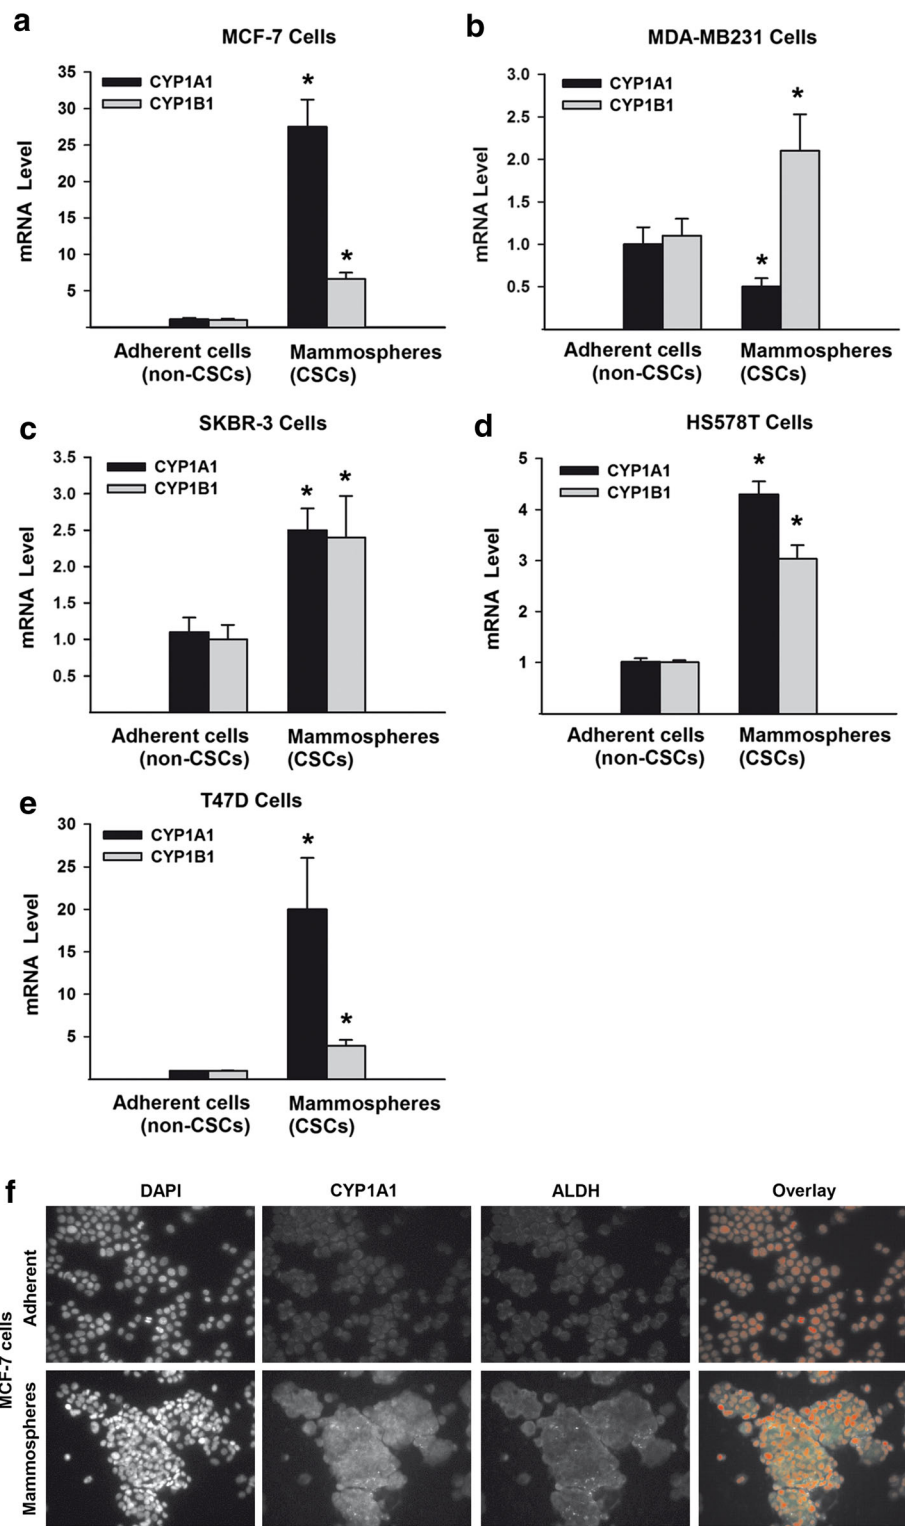 a
MCF-7 Cells
CYP1A1
CYP1B1
mRNA Level
35
30
25
20
15
10
5
*
*
Adherent cells
(non-CSCs)
Mammospheres
(CSCs)
b
MDA-MB231 Cells
CYP1A1
CYP1B1
mRNA Level
3.0
2.5
2.0
1.5
1.0
0.5
*
*
Adherent cells
(non-CSCs)
Mammospheres
(CSCs)
c
SKBR-3 Cells
CYP1A1
CYP1B1
mRNA Level
3.5
3.0
2.5
2.0
1.5
1.0
0.5
*
*
Adherent cells
(non-CSCs)
Mammospheres
(CSCs)
d
HS578T Cells
CYP1A1
CYP1B1
mRNA Level
5
4
3
2
1
*
*
Adherent cells
(non-CSCs)
Mammospheres
(CSCs)
e
T47D Cells
CYP1A1
CYP1B1
mRNA Level
30
25
20
15
10
5
*
*
Adherent cells
(non-CSCs)
Mammospheres
(CSCs)
f
DAPI
CYP1A1
ALDH
Overlay
MCF-7 cells
Adherent
Mammospheres